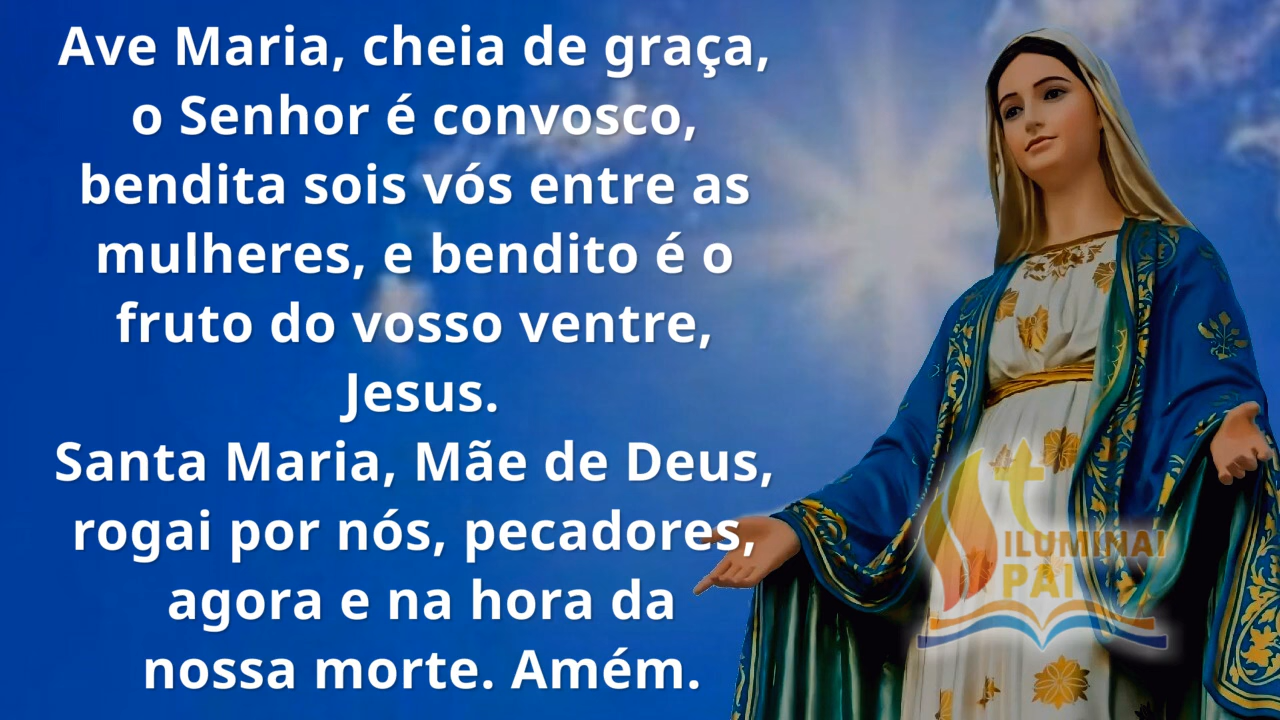 Ave Maria, cheia de graça,
o Senhor é convosco,
bendita sois vós entre as
mulheres, e bendito é o
fruto do vosso ventre,
Jesus.
Santa Maria, Mãe de Deus,
rogai por nós, pecadores,
agora e na hora da
nossa morte. Amém.
ILUMINAI
PAI